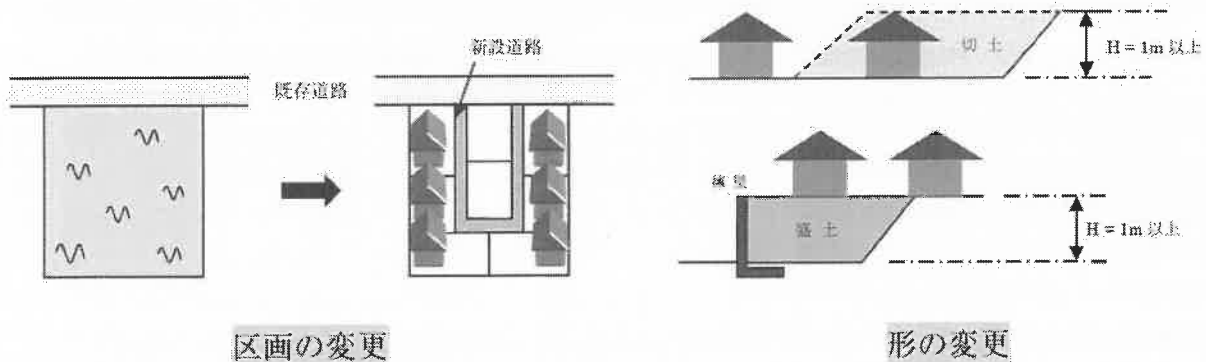 新設道路
既存道路
区画の変更
切土
H = 1m 以上
擁壁
盛土
H = 1m 以上
形の変更